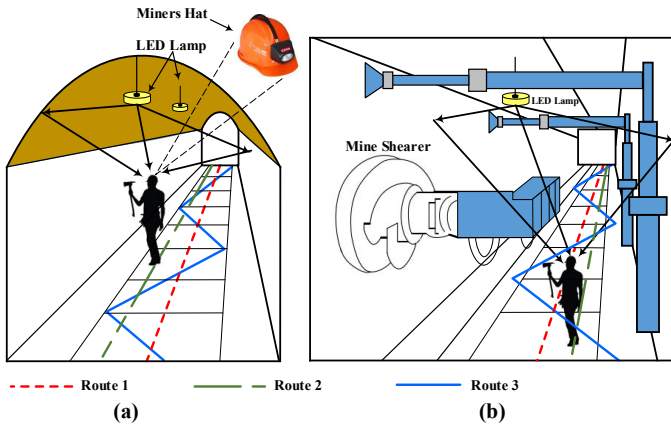 Miners Hat
LED Lamp
LED Lamp
Mine Shearer
Route 1
Route 2
Route 3
(a)
(b)